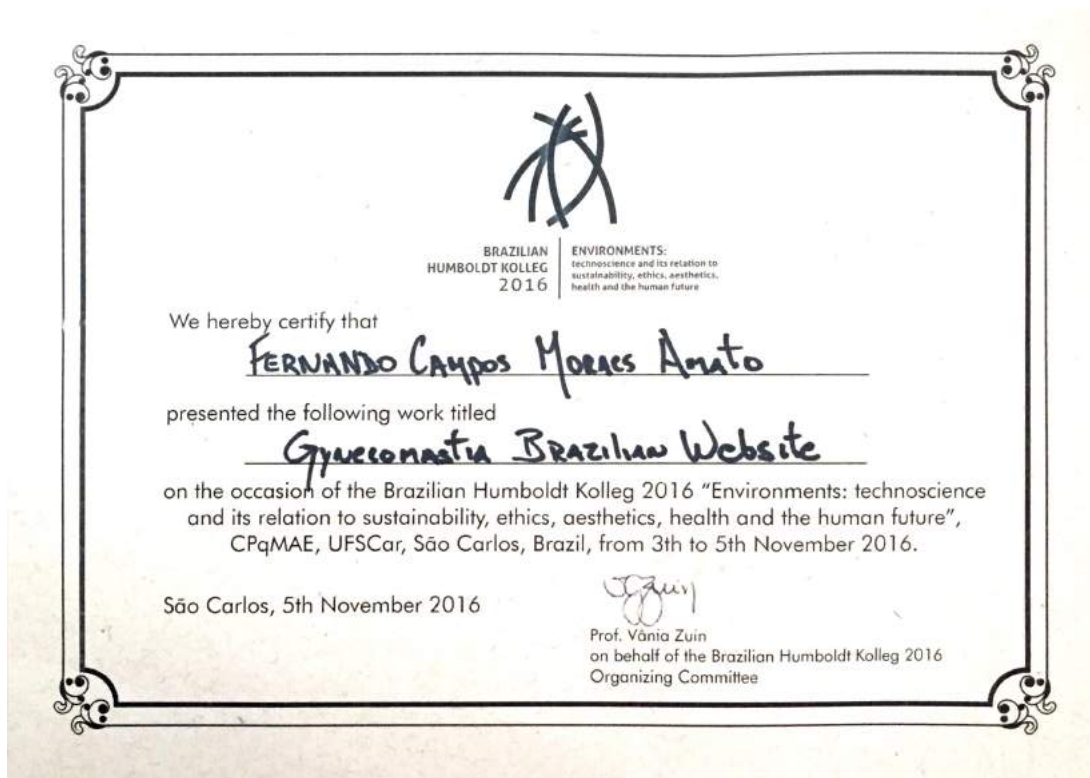 BRAZILIAN
HUMBOLDT KOLLEG
2016
ENVIRONMENTS:
technoscience and its relation to
sustainability, ethics, aesthetics,
health and the human future
We hereby certify that
FERNANDO CAMPOS MORAES AMATO
presented the following work titled
GYNECOMASTIA BRAZILIAN WEBSITE
on the occasion of the Brazilian Humboldt Kolleg 2016 “Environments: technoscience
and its relation to sustainability, ethics, aesthetics, health and the human future”,
CPqMAE, UFSCar, São Carlos, Brazil, from 3th to 5th November 2016.
São Carlos, 5th November 2016
Prof. Vânia Zuin
on behalf of the Brazilian Humboldt Kolleg 2016
Organizing Committee